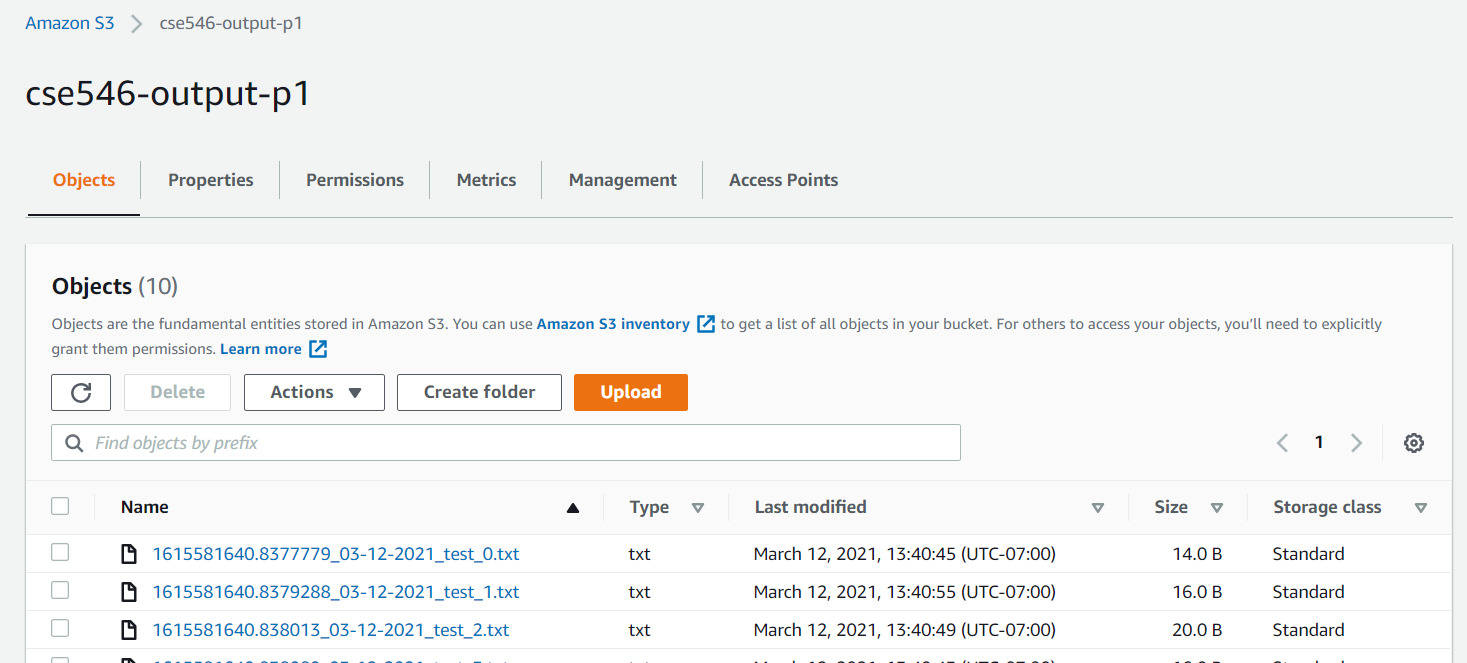 Amazon S3 > cse546-output-p1
cse546-output-p1
Objects Properties Permissions Metrics Management Access Points
Objects (10)
Objects are the fundamental entities stored in Amazon S3. You can use Amazon S3 inventory to get a list of all objects in your bucket. For others to access your objects, you'll need to explicitly
grant them permissions. Learn more
Delete Actions Create folder Upload
Find objects by prefix 1
Name Type Last modified Size Storage class
1615581640.8377779_03-12-2021_test_0.txt txt March 12, 2021, 13:40:45 (UTC-07:00) 14.0 B Standard
1615581640.8379288_03-12-2021_test_1.txt txt March 12, 2021, 13:40:55 (UTC-07:00) 16.0 B Standard
1615581640.838013_03-12-2021_test_2.txt txt March 12, 2021, 13:40:49 (UTC-07:00) 20.0 B Standard